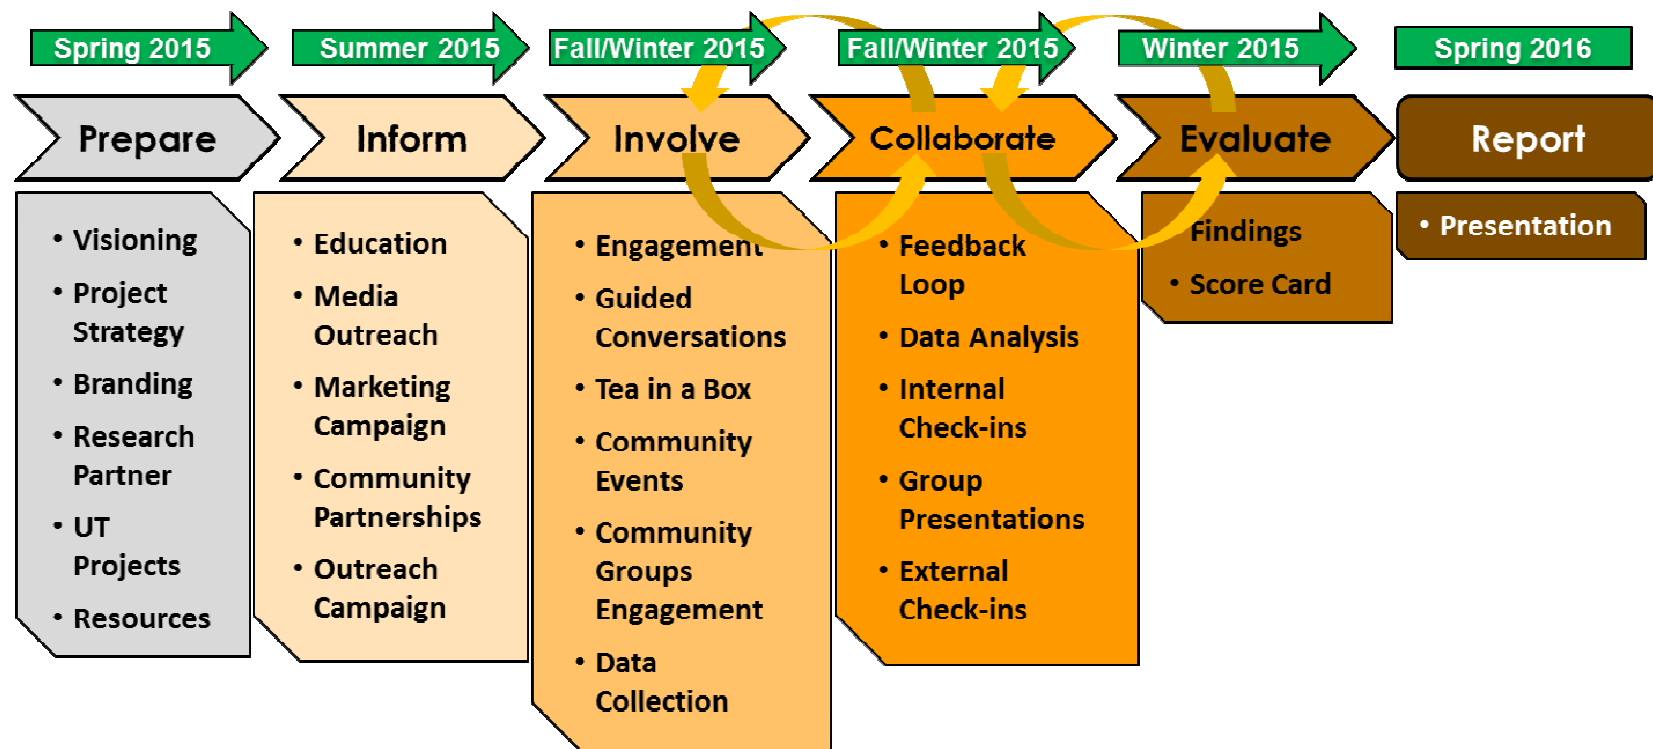 Spring 2015
Summer 2015
Fall/Winter 2015
Fall/Winter 2015
Winter 2015
Spring 2016
Prepare
Inform
Involve
Collaborate
Evaluate
Report
• Visioning
• Project
Strategy
• Branding
• Research
Partner
• UT
Projects
• Resources
• Education
• Media
Outreach
• Marketing
Campaign
• Community
Partnerships
• Outreach
Campaign
• Engagement
• Guided
Conversations
• Tea in a Box
• Community
Events
• Community
Groups
Engagement
• Data
Collection
• Feedback
Loop
• Data Analysis
• Internal
Check-ins
• Group
Presentations
• External
Check-ins
Findings
• Score Card
• Presentation